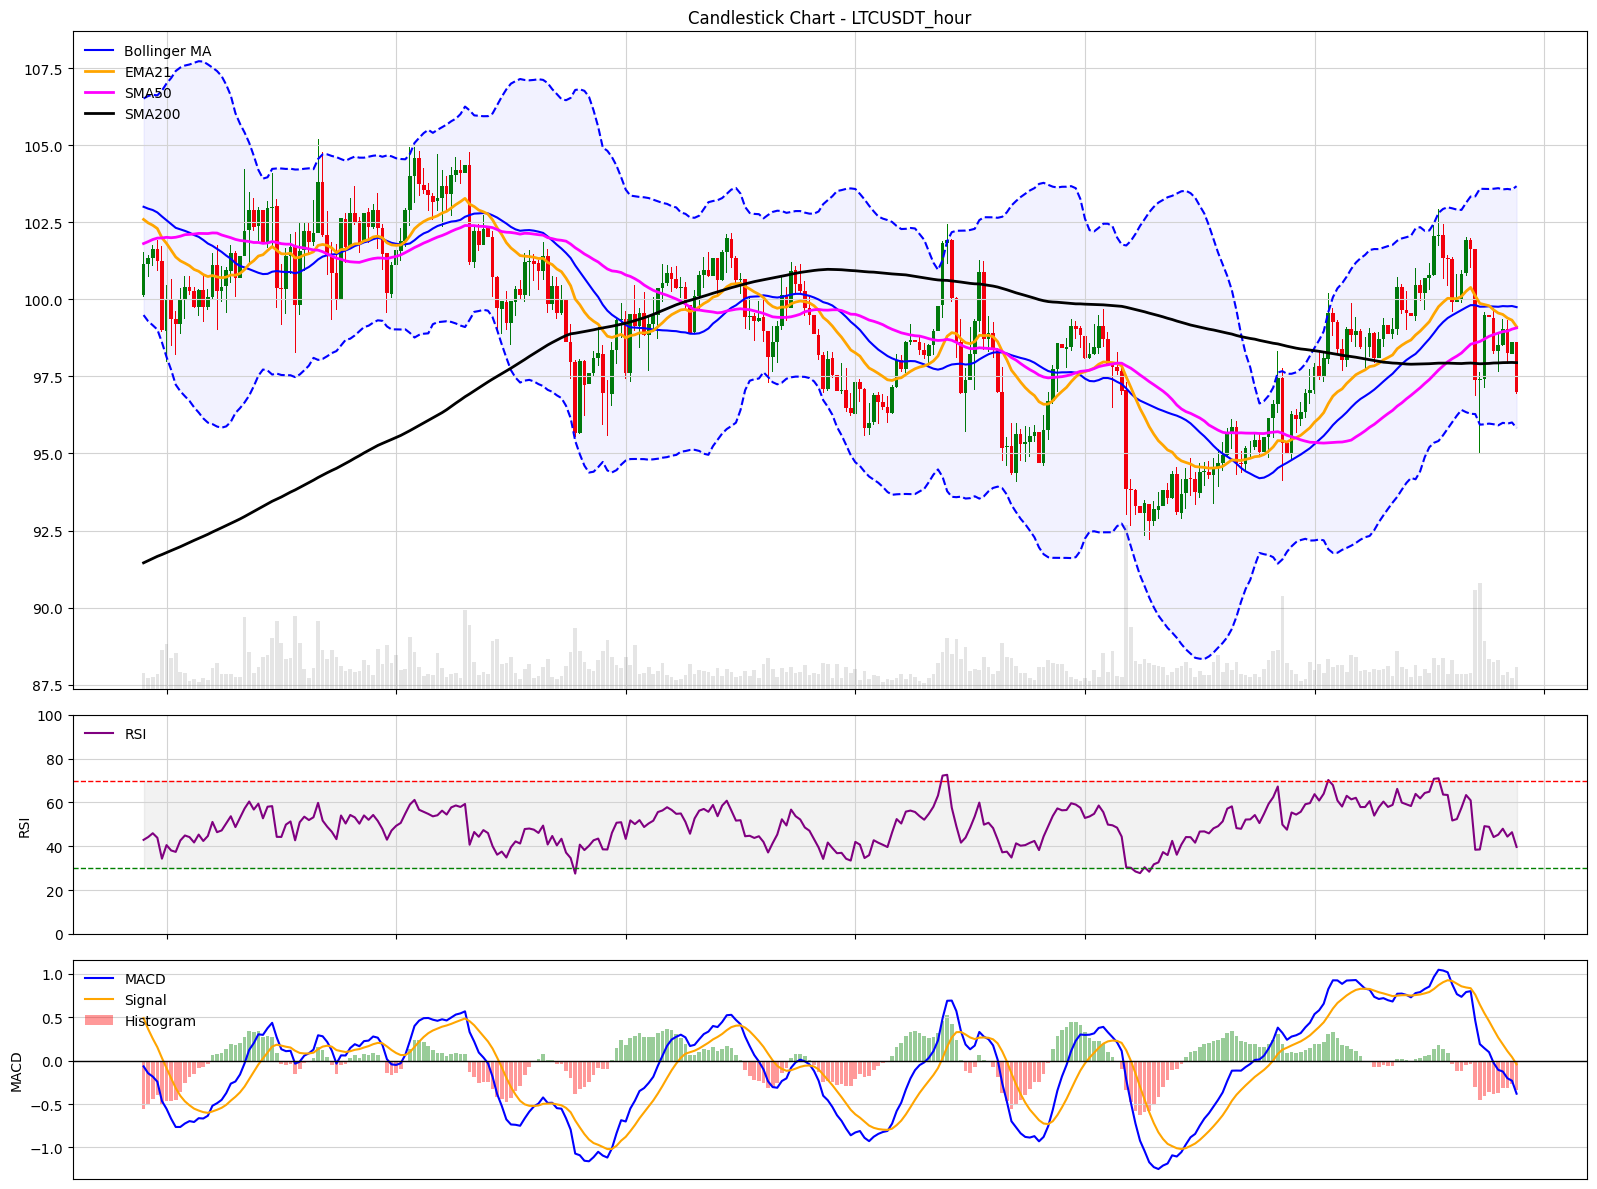 Candlestick Chart - LTCUSDT_hour
Bollinger MA
EMA21
SMA50
SMA200
107.5
105.0
102.5
100.0
97.5
95.0
92.5
90.0
87.5
RSI
RSI
100
80
60
40
20
0
MACD
Signal
Histogram
MACD
1.0
0.5
0.0
−0.5
−1.0